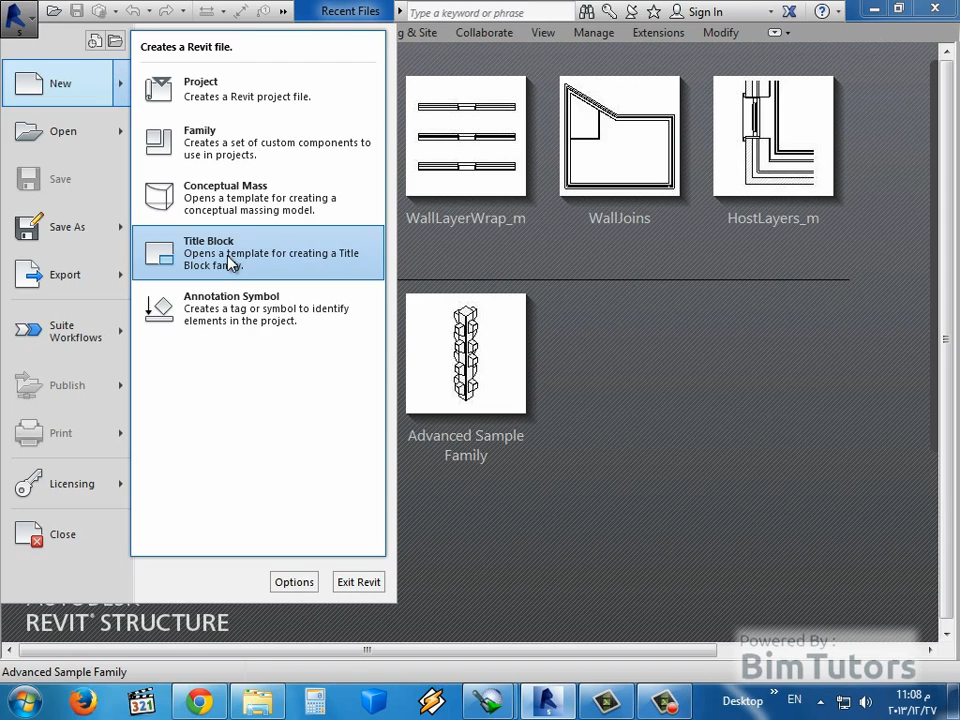 Recent Files
Type a keyword or phrase
Sign In
g & Site
Collaborate
View
Manage
Extensions
Modify
S
New
Open
Save
Save As
Export
Suite
Workflows
Publish
Print
Licensing
Close
Creates a Revit file.
Project
Creates a Revit project file.
Family
Creates a set of custom components to
use in projects.
Conceptual Mass
Opens a template for creating a
conceptual massing model.
Title Block
Opens a template for creating a Title
Block family.
Annotation Symbol
Creates a tag or symbol to identify
elements in the project.
Options
Exit Revit
WallLayerWrap_m
WallJoins
HostLayers_m
Advanced Sample
Family
AUTODESK
REVIT® STRUCTURE
Powered By :
BimTutors
Advanced Sample Family
321
S
Desktop
»
EN
11:08 م
٢٠١٣/١٢/٢٧